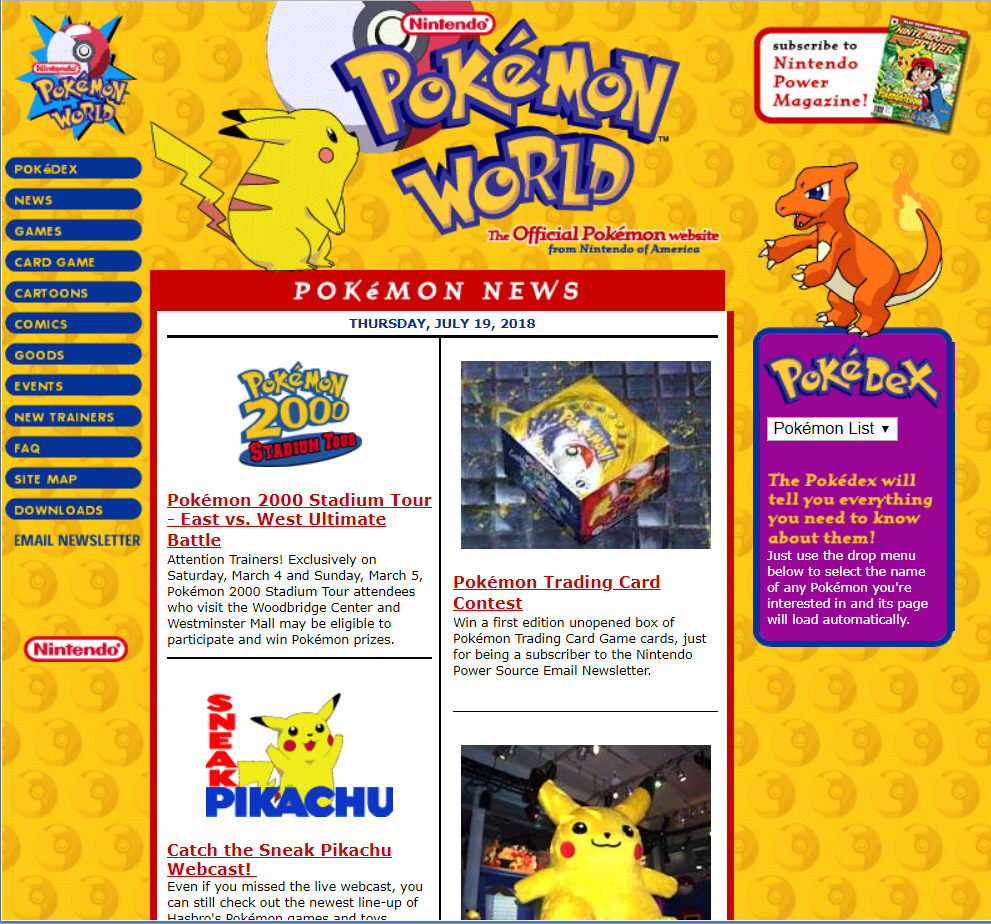 Nintendo®
Pokémon
World
Nintendo®
Pokémon
World™
The Official Pokémon website
from Nintendo of America
subscribe to
Nintendo
Power
Magazine!
NINTENDO
POWER
POKéDEX
NEWS
GAMES
CARD GAME
CARTOONS
COMICS
GOODS
EVENTS
NEW TRAINERS
FAQ
SITE MAP
DOWNLOADS
EMAIL NEWSLETTER
Nintendo®
POKéMON NEWS
THURSDAY, JULY 19, 2018
POKéMON
2000
STADIUM TOUR
Pokémon 2000 Stadium Tour
- East vs. West Ultimate
Battle
Attention Trainers! Exclusively on
Saturday, March 4 and Sunday, March 5,
Pokémon 2000 Stadium Tour attendees
who visit the Woodbridge Center and
Westminster Mall may be eligible to
participate and win Pokémon prizes.
SNEAK
PIKACHU
Catch the Sneak Pikachu
Webcast!
Even if you missed the live webcast, you
can still check out the newest line-up of
Hasbro's Pokémon games and toys
Pokémon Trading Card
Contest
Win a first edition unopened box of
Pokémon Trading Card Game cards, just
for being a subscriber to the Nintendo
Power Source Email Newsletter.
PoKéDeX
Pokémon List ▼
The Pokédex will
tell you everything
you need to know
about them!
Just use the drop menu
below to select the name
of any Pokémon you're
interested in and its page
will load automatically.